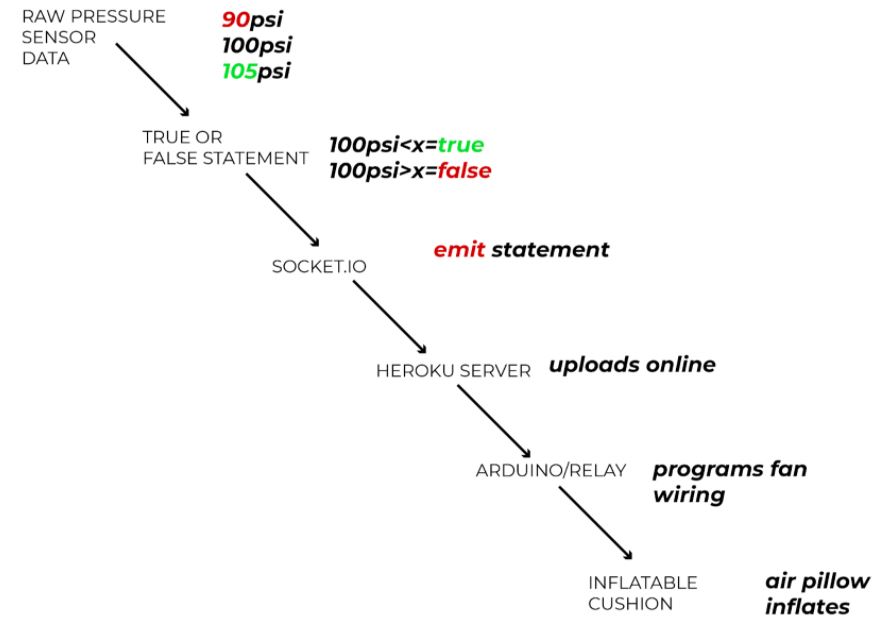 RAW PRESSURE
SENSOR
DATA
90psi
100psi
105psi
TRUE OR
FALSE STATEMENT
100psi<x=true
100psi>x=false
SOCKET.IO
emit statement
HEROKU SERVER
uploads online
ARDUINO/RELAY
programs fan
wiring
INFLATABLE
CUSHION
air pillow
inflates